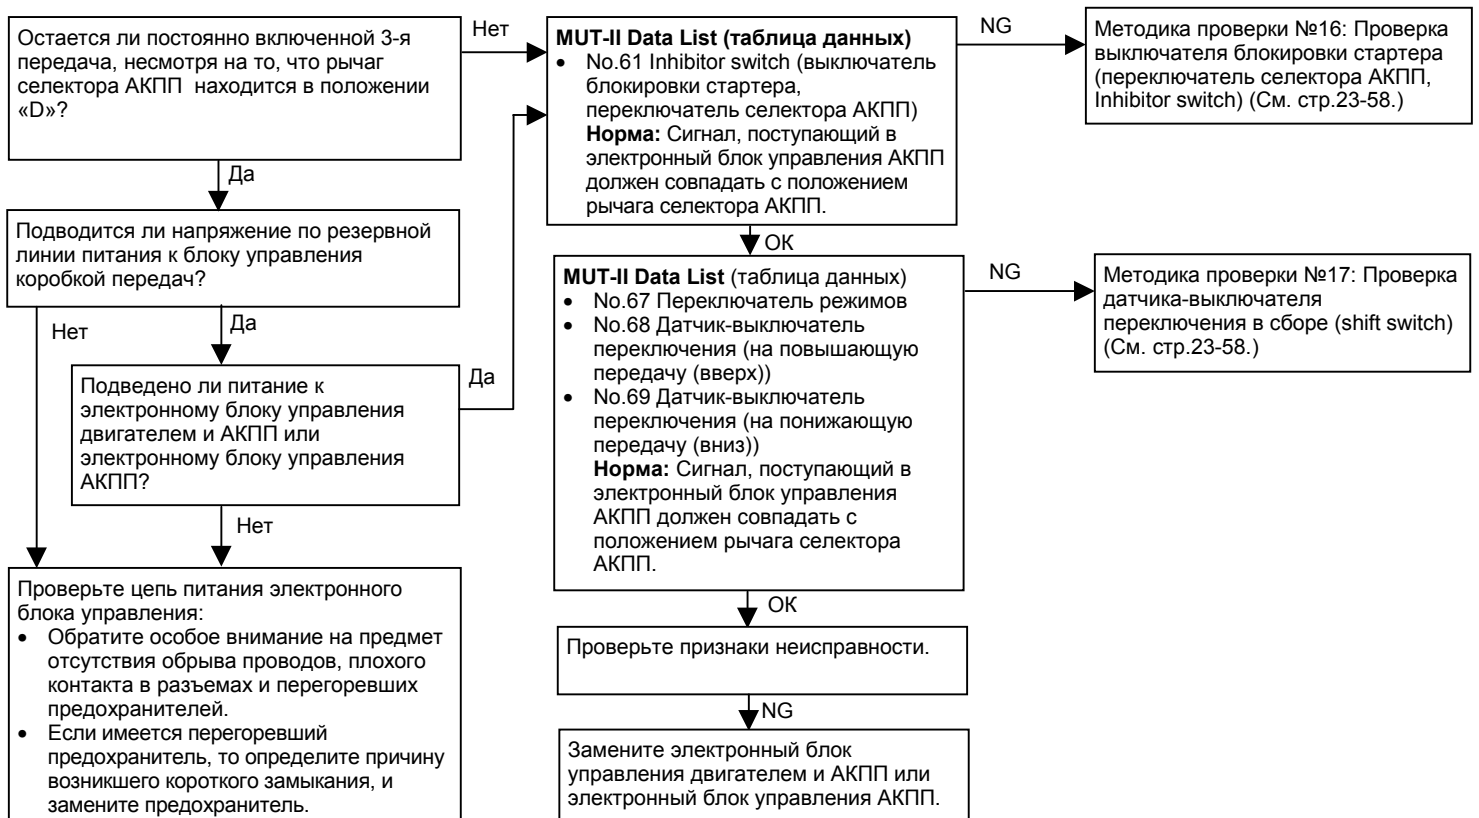 Остается ли постоянно включенной 3-я
передача, несмотря на то, что рычаг
селектора АКПП находится в положении
«D»?
Нет
MUT-II Data List (таблица данных)
• No.61 Inhibitor switch (выключатель
блокировки стартера,
переключатель селектора АКПП)
Норма: Сигнал, поступающий в
электронный блок управления АКПП
должен совпадать с положением
рычага селектора АКПП.
NG
Методика проверки №16: Проверка
выключателя блокировки стартера
(переключатель селектора АКПП,
Inhibitor switch) (См. стр.23-58.)
Да
Подводится ли напряжение по резервной
линии питания к блоку управления
коробкой передач?
OK
MUT-II Data List (таблица данных)
• No.67 Переключатель режимов
• No.68 Датчик-выключатель
переключения (на повышающую
передачу (вверх))
• No.69 Датчик-выключатель
переключения (на понижающую
передачу (вниз))
Норма: Сигнал, поступающий в
электронный блок управления
АКПП должен совпадать с
положением рычага селектора
АКПП.
NG
Методика проверки №17: Проверка
датчика-выключателя
переключения в сборе (shift switch)
(См. стр.23-58.)
Нет
Да
Подведено ли питание к
электронному блоку управления
двигателем и АКПП или
электронному блоку управления
АКПП?
Да
Нет
Проверьте цепь питания электронного
блока управления:
• Обратите особое внимание на предмет
отсутствия обрыва проводов, плохого
контакта в разъемах и перегоревших
предохранителей.
• Если имеется перегоревший
предохранитель, то определите причину
возникшего короткого замыкания, и
замените предохранитель.
OK
Проверьте признаки неисправности.
NG
Замените электронный блок
управления двигателем и АКПП или
электронный блок управления АКПП.